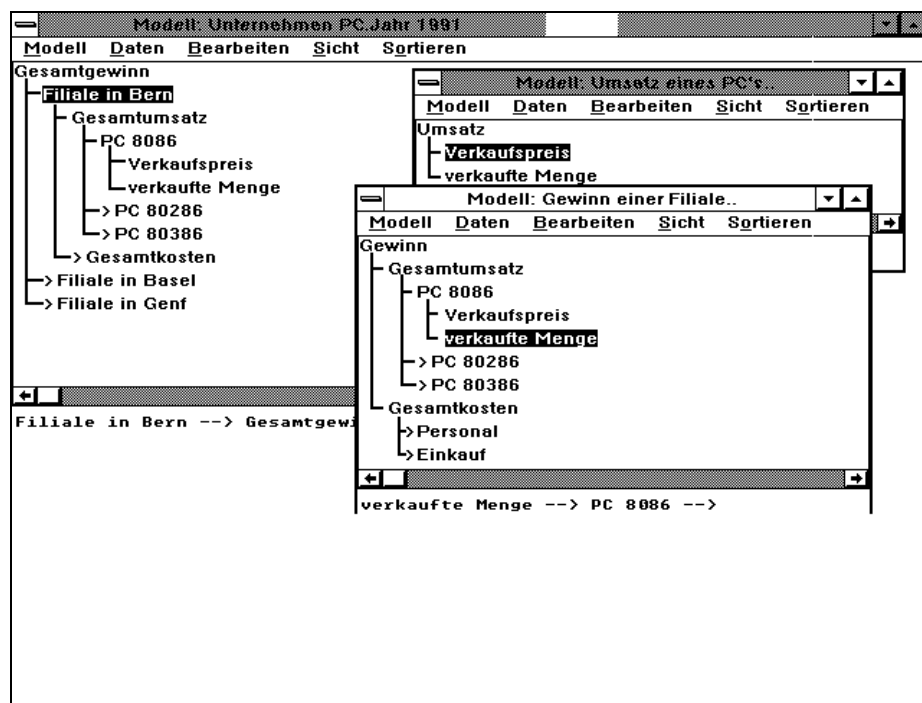 Modell: Unternehmen PC.Jahr 1991
Modell Daten Bearbeiten Sicht Sortieren
Gesamtgewinn
Filiale in Bern
Gesamtumsatz
PC 8086
Verkaufspreis
verkaufte Menge
> PC 80286
> PC 80386
> Gesamtkosten
> Filiale in Basel
> Filiale in Genf
Filiale in Bern --> Gesamtgewi
Modell: Umsatz eines PC's..
Modell Daten Bearbeiten Sicht Sortieren
Umsatz
Verkaufspreis
verkaufte Menge
Modell: Gewinn einer Filiale..
Modell Daten Bearbeiten Sicht Sortieren
Gewinn
Gesamtumsatz
PC 8086
Verkaufspreis
verkaufte Menge
> PC 80286
> PC 80386
Gesamtkosten
>Personal
>Einkauf
verkaufte Menge --> PC 8086 -->